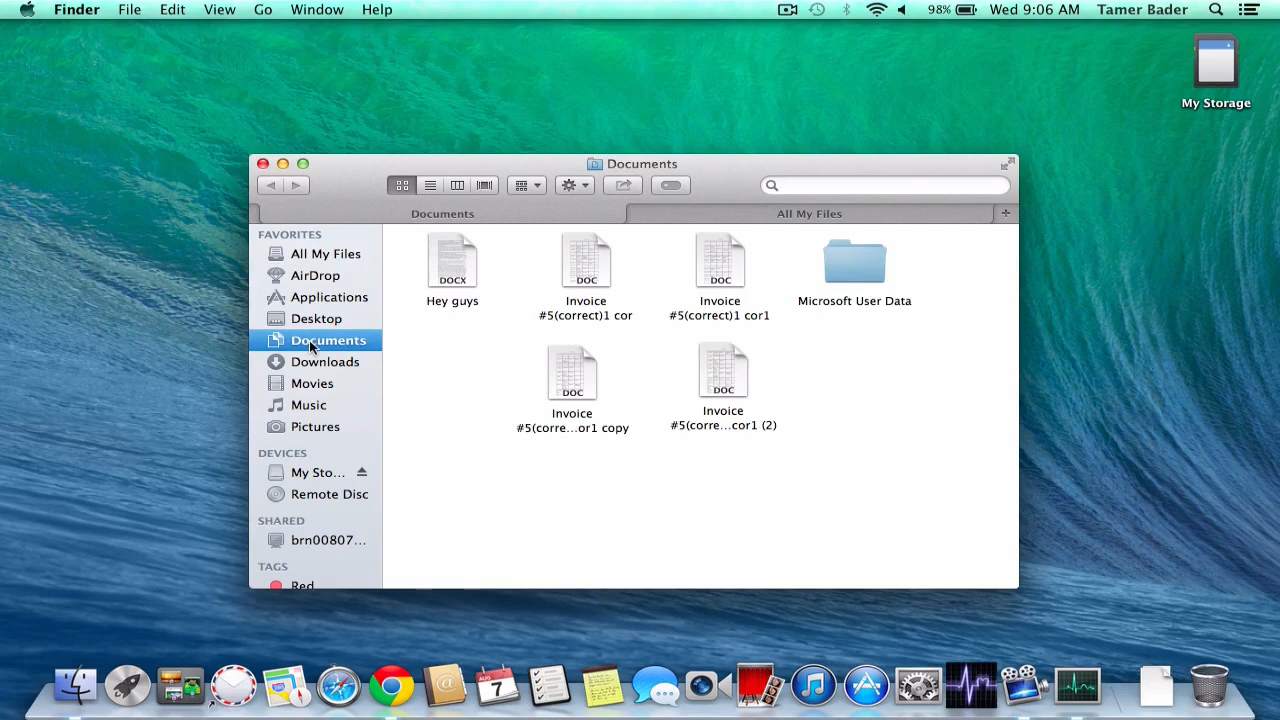 Finder File Edit View Go Window Help 98% Wed 9:06 AM Tamer Bader
My Storage
Documents
Documents All My Files +
FAVORITES
All My Files
AirDrop
Applications
Desktop
Documents
Downloads
Movies
Music
Pictures
DEVICES
My Sto...
Remote Disc
SHARED
brn00807...
TAGS
Red
DOCX
Hey guys
DOC
Invoice
#5(correct)1 cor
DOC
Invoice
#5(correct)1 cor1
Microsoft User Data
DOC
Invoice
#5(corre...or1 copy
DOC
Invoice
#5(corre...cor1 (2)
AUG
7